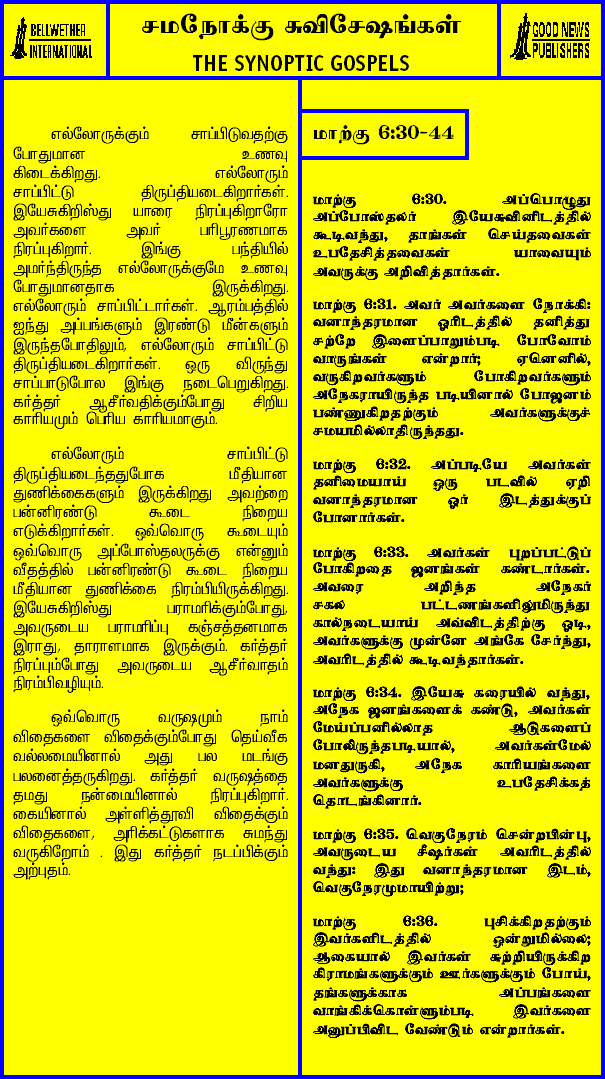 BELLWETHER
INTERNATIONAL
சமநோக்கு சுவிசேஷங்கள்
THE SYNOPTIC GOSPELS
GOOD NEWS
PUBLISHERS
எல்லோருக்கும் சாப்பிடுவதற்கு
போதுமான உணவு
கிடைக்கிறது. எல்லோரும்
சாப்பிட்டு திருப்தியடைகிறார்கள்.
இயேசுகிறிஸ்து யாரை நிரப்புகிறாரோ
அவர்களை அவர் பரிபூரணமாக
நிரப்புகிறார். இங்கு பந்தியில்
அமர்ந்திருந்த எல்லோருக்குமே உணவு
போதுமானதாக இருக்கிறது.
எல்லோரும் சாப்பிட்டார்கள். ஆரம்பத்தில்
ஐந்து அப்பங்களும் இரண்டு மீன்களும்
இருந்தபோதிலும், எல்லோரும் சாப்பிட்டு
திருப்தியடைகிறார்கள். ஒரு விருந்து
சாப்பாடுபோல இங்கு நடைபெறுகிறது.
கர்த்தர் ஆசீர்வதிக்கும்போது சிறிய
காரியமும் பெரிய காரியமாகும்.
எல்லோரும் சாப்பிட்டு
திருப்தியடைந்ததுபோக மீதியான
துணிக்கைகளும் இருக்கிறது அவற்றை
பன்னிரண்டு கூடை நிறைய
எடுக்கிறார்கள். ஒவ்வொரு கூடையும்
ஒவ்வொரு அப்போஸ்தலருக்கு என்னும்
வீதத்தில் பன்னிரண்டு கூடை நிறைய
மீதியான துணிக்கை நிரம்பியிருக்கிறது.
இயேசுகிறிஸ்து பராமரிக்கும்போது,
அவருடைய பராமரிப்பு கஞ்சத்தனமாக
இராது, தாராளமாக இருக்கும். கர்த்தர்
நிரப்பும்போது அவருடைய ஆசீர்வாதம்
நிரம்பிவழியும்.
ஒவ்வொரு வருஷமும் நாம்
விதைகளை விதைக்கும்போது தெய்வீக
வல்லமையினால் அது பல மடங்கு
பலனைத்தருகிறது. கர்த்தர் வருஷத்தை
தமது நன்மையினால் நிரப்புகிறார்.
கையினால் அள்ளித்தூவி விதைக்கும்
விதைகளை, அரிக்கட்டுகளாக சுமந்து
வருகிறோம் . இது கர்த்தர் நடப்பிக்கும்
அற்புதம்.
மாற்கு 6:30-44
மாற்கு 6:30. அப்பொழுது
அப்போஸ்தலர் இயேசுவினிடத்தில்
கூடிவந்து, தாங்கள் செய்தவைகள்
உபதேசித்தவைகள் யாவையும்
அவருக்கு அறிவித்தார்கள்.
மாற்கு 6:31. அவர் அவர்களை நோக்கி:
வனாந்தரமான ஓரிடத்தில் தனித்து
சற்றே இளைப்பாறும்படி போவோம்
வாருங்கள் என்றார்; ஏனெனில்,
வருகிறவர்களும் போகிறவர்களும்
அநேகராயிருந்த படியினால் போஜனம்
பண்ணுகிறதற்கும் அவர்களுக்குச்
சமயமில்லாதிருந்தது.
மாற்கு 6:32. அப்படியே அவர்கள்
தனிமையாய் ஒரு படவில் ஏறி
வனாந்தரமான ஓர் இடத்துக்குப்
போனார்கள்.
மாற்கு 6:33. அவர்கள் புறப்பட்டுப்
போகிறதை ஜனங்கள் கண்டார்கள்.
அவரை அறிந்த அநேகர்
சகல பட்டணங்களிலுமிருந்து
கால்நடையாய் அவ்விடத்திற்கு ஓடி,
அவர்களுக்கு முன்னே அங்கே சேர்ந்து,
அவரிடத்தில் கூடிவந்தார்கள்.
மாற்கு 6:34. இயேசு கரையில் வந்து,
அநேக ஜனங்களைக் கண்டு, அவர்கள்
மேய்ப்பனில்லாத ஆடுகளைப்
போலிருந்தபடியால், அவர்கள்மேல்
மனதுருகி, அநேக காரியங்களை
அவர்களுக்கு உபதேசிக்கத்
தொடங்கினார்.
மாற்கு 6:35. வெகுநேரம் சென்றபின்பு,
அவருடைய சீஷர்கள் அவரிடத்தில்
வந்து: இது வனாந்தரமான இடம்,
வெகுநேரமுமாயிற்று;
மாற்கு 6:36. புசிக்கிறதற்கும்
இவர்களிடத்தில் ஒன்றுமில்லை;
ஆகையால் இவர்கள் சுற்றியிருக்கிற
கிராமங்களுக்கும் ஊர்களுக்கும் போய்,
தங்களுக்காக அப்பங்களை
வாங்கிக்கொள்ளும்படி இவர்களை
அனுப்பிவிட வேண்டும் என்றார்கள்.